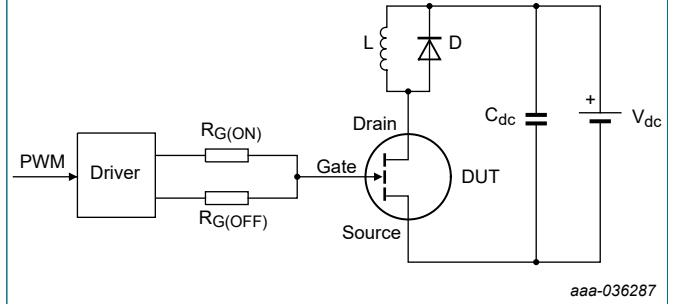 L
D
R_G(ON)
PWM
Driver
R_G(OFF)
Gate
Drain
DUT
Source
C_dc
+
V_dc
aaa-036287